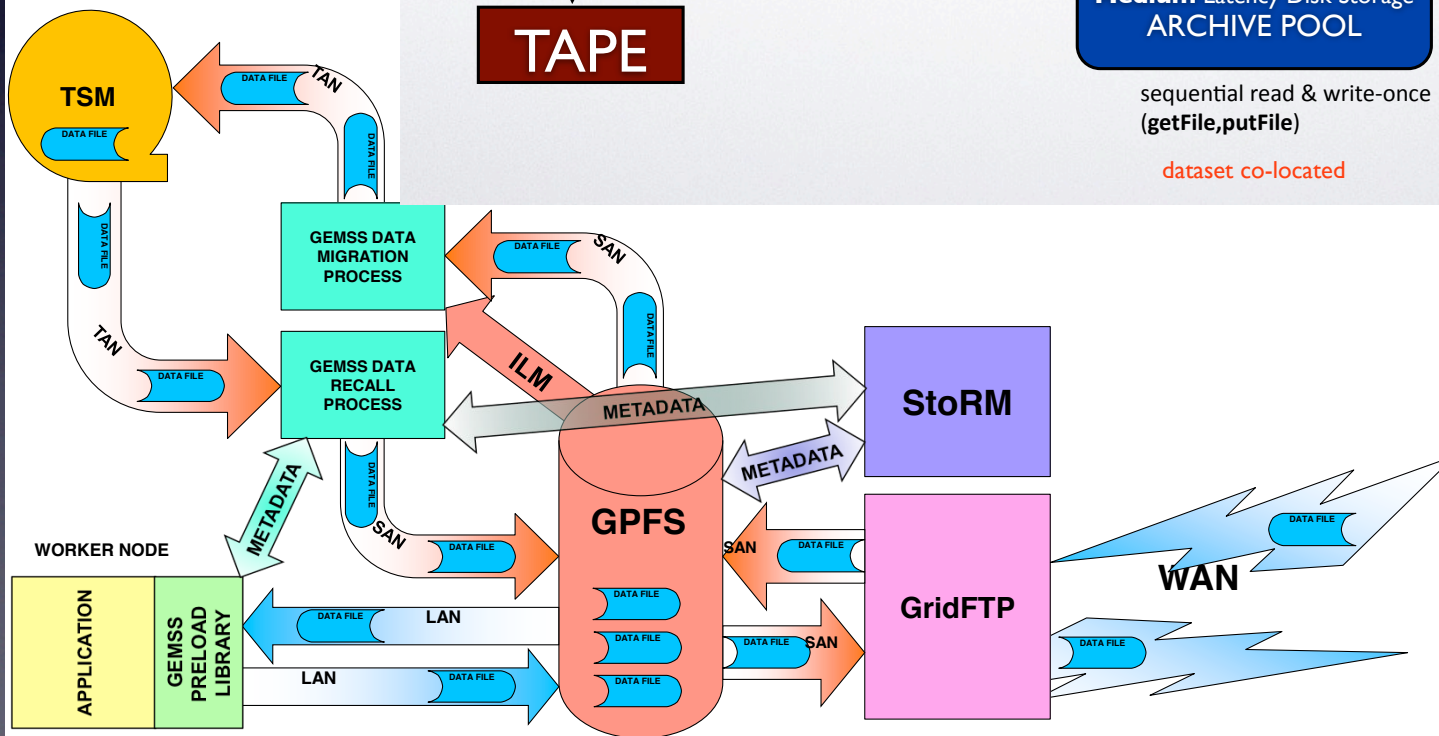 Medium Latency Disk Storage
ARCHIVE POOL
TAPE
sequential read & write-once
(getFile,putFile)
dataset co-located
TSM
DATA FILE
DATA FILE
TAN
DATA FILE
DATA FILE
TAN
DATA FILE
GEMSS DATA
MIGRATION
PROCESS
DATA FILE
SAN
DATA FILE
ILM
GEMSS DATA
RECALL
PROCESS
METADATA
StoRM
METADATA
METADATA
DATA FILE
SAN
DATA FILE
GPFS
DATA FILE
DATA FILE
DATA FILE
WORKER NODE
APPLICATION
GEMSS
PRELOAD
LIBRARY
DATA FILE
LAN
LAN
DATA FILE
SAN
DATA FILE
DATA FILE
SAN
GridFTP
DATA FILE
WAN
DATA FILE